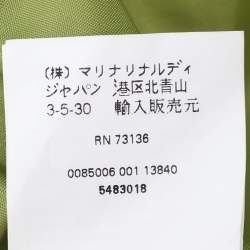 (株) マリナリナルディ
ジャパン 港区北青山
3-5-30 輸入販売元
RN 73136
0085006 001 13840
5483018